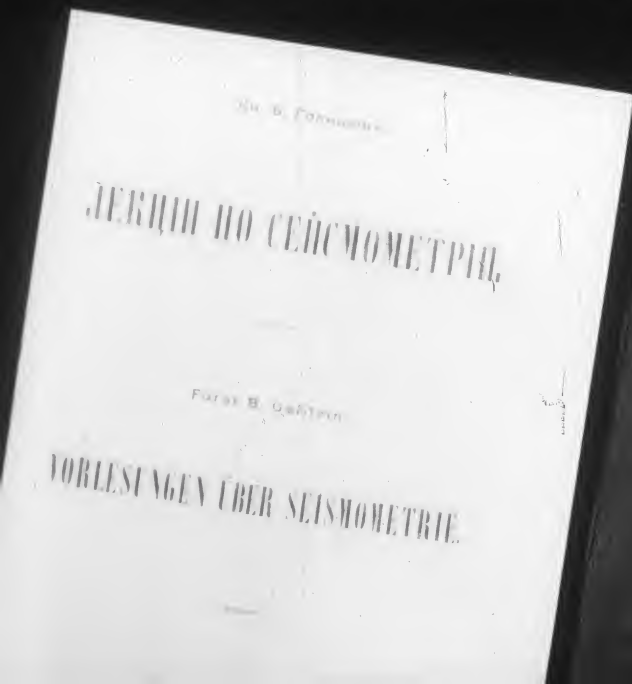 Кн. Б. Голицынъ.
ЛЕКЦІИ ПО СЕЙСМОМЕТРІИ.
Fürst B. Galitzin.
VORLESUNGEN ÜBER SEISMOMETRIE.